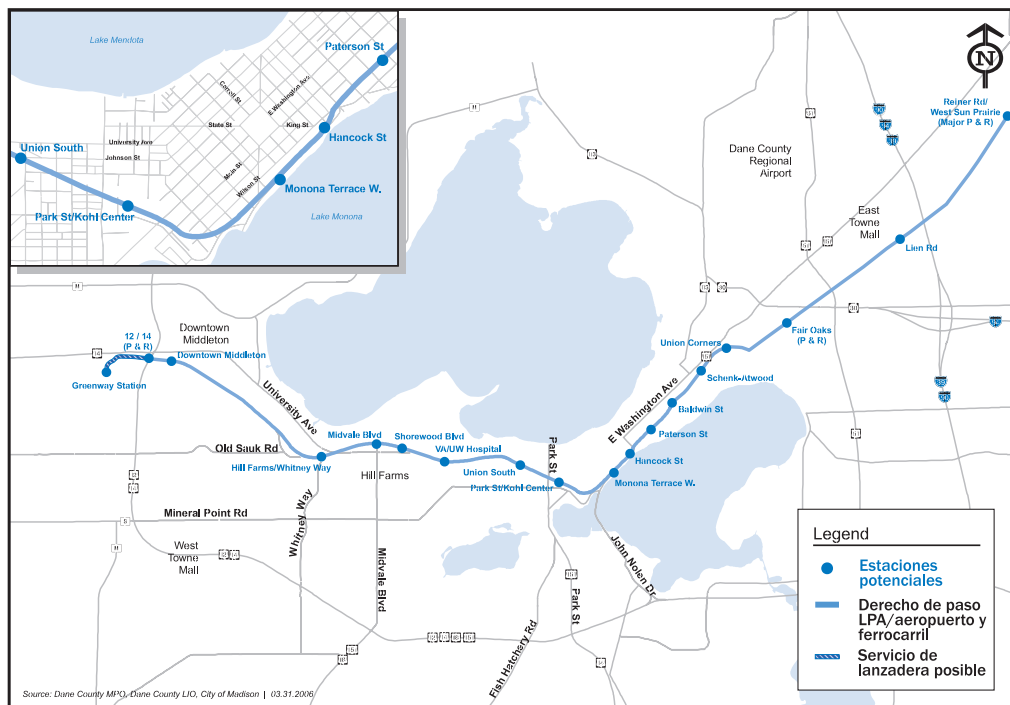 Lake Mendota
Paterson St
Carroll St
E Washington Ave
State St
King St
University Ave
Johnson St
Hancock St
Union South
Main St
Wilson St
Monona Terrace W.
Park St/Kohl Center
Lake Monona
N
Reiner Rd/
West Sun Prairie
(Major P & R)
Dane County
Regional
Airport
East
Towne
Mall
Lien Rd
Downtown
Middleton
12 / 14
(P & R)
Downtown Middleton
Greenway Station
Fair Oaks
(P & R)
Union Corners
Schenk-Atwood
E Washington Ave
Baldwin St
Paterson St
Hancock St
Monona Terrace W.
University Ave
Midvale Blvd
Shorewood Blvd
VA/UW Hospital
Old Sauk Rd
Hill Farms/Whitney Way
Hill Farms
Union South
Park St
Park St/Kohl Center
Mineral Point Rd
Whitney Way
West
Towne
Mall
Midvale Blvd
John Nolen Dr
Park St
Fish Hatchery Rd
Legend
Estaciones
potenciales
Derecho de paso
LPA/aeropuerto y
ferrocarril
Servicio de
lanzadera posible
Source: Dane County MPO, Dane County LIO, City of Madison | 03.31.2006